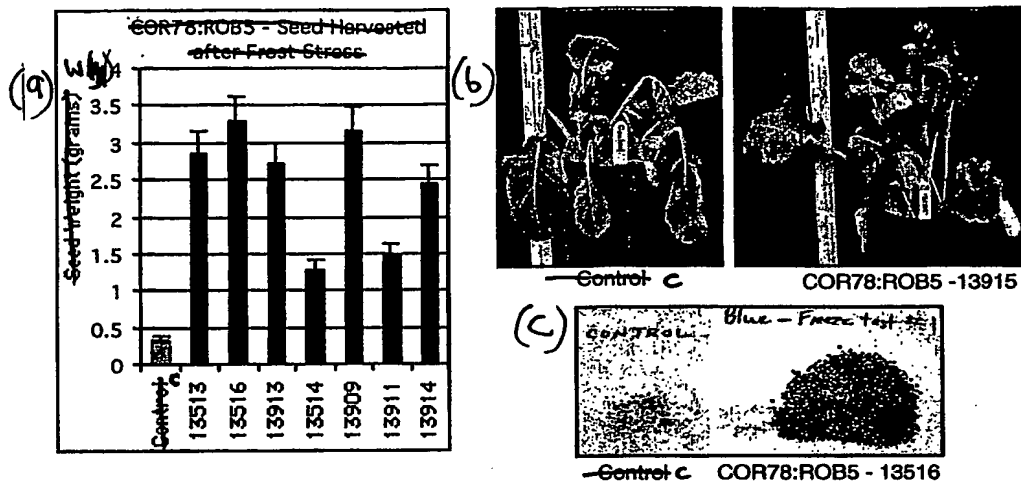 COR78:ROB5 - Seed Harvested
after Frost Stress
(a)
Seed weight (grams)
W(g)
4
3.5
3
2.5
2
1.5
1
0.5
0
Control c
13513
13516
13913
13514
13909
13911
13914
(b)
Control c
COR78:ROB5 -13915
(c)
CONTROL -
Blue - Freeze test
Control c
COR78:ROB5 - 13516